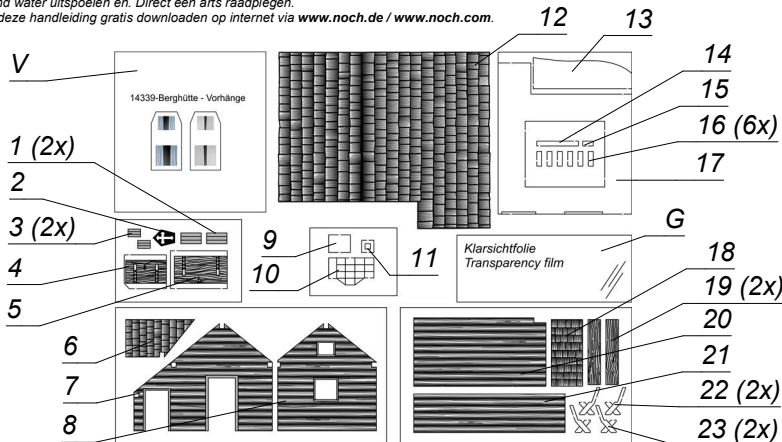 nd water uitspoelen en. Direct een arts raadplegen.
deze handleiding gratis downloaden op internet via www.noch.de / www.noch.com.
V
12
13
14339-Berghütte - Vorhänge
14
15
1 (2x)
16 (6x)
2
17
3 (2x)
G
4
9
10
11
Klarsichtfolie
Transparency film
18
5
19 (2x)
6
20
7
21
22 (2x)
8
23 (2x)